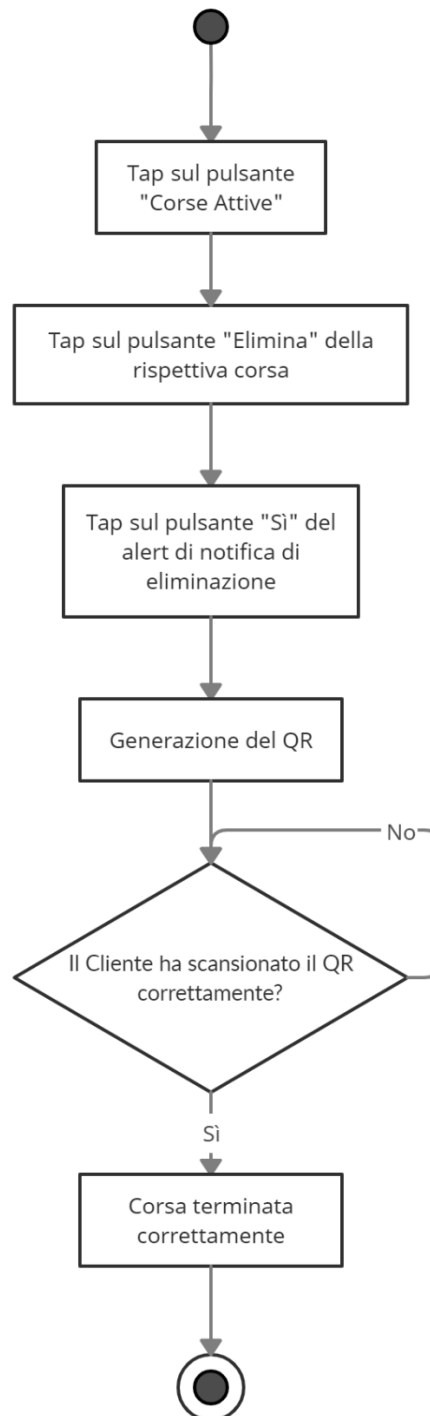 Tap sul pulsante
"Corse Attive"
Tap sul pulsante "Elimina" della
rispettiva corsa
Tap sul pulsante "Sì" del
alert di notifica di
eliminazione
Generazione del QR
No
Il Cliente ha scansionato il QR
correttamente?
Sì
Corsa terminata
correttamente